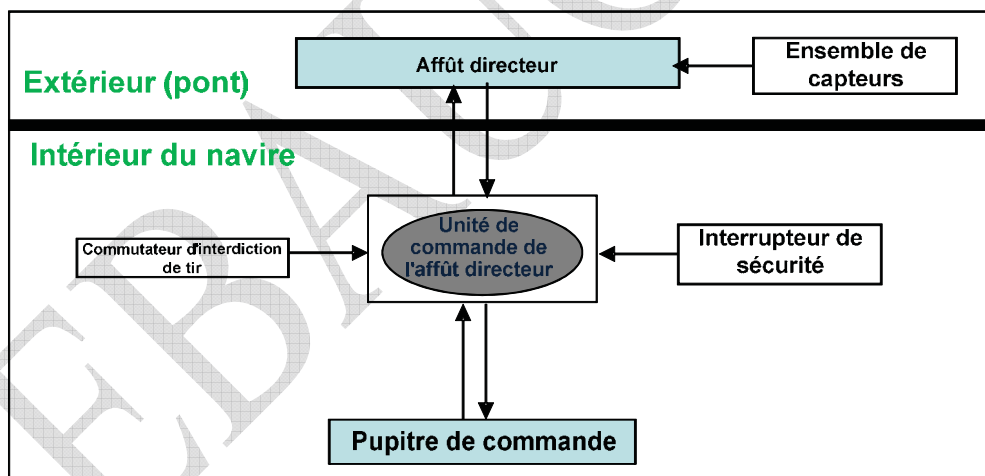 Affût directeur
Ensemble de
capteurs
Extérieur (pont)
Intérieur du navire
Unité de
commande de
l'affût directeur
Commutateur d'interdiction
de tir
Interrupteur de
sécurité
Pupitre de commande
EBAUC